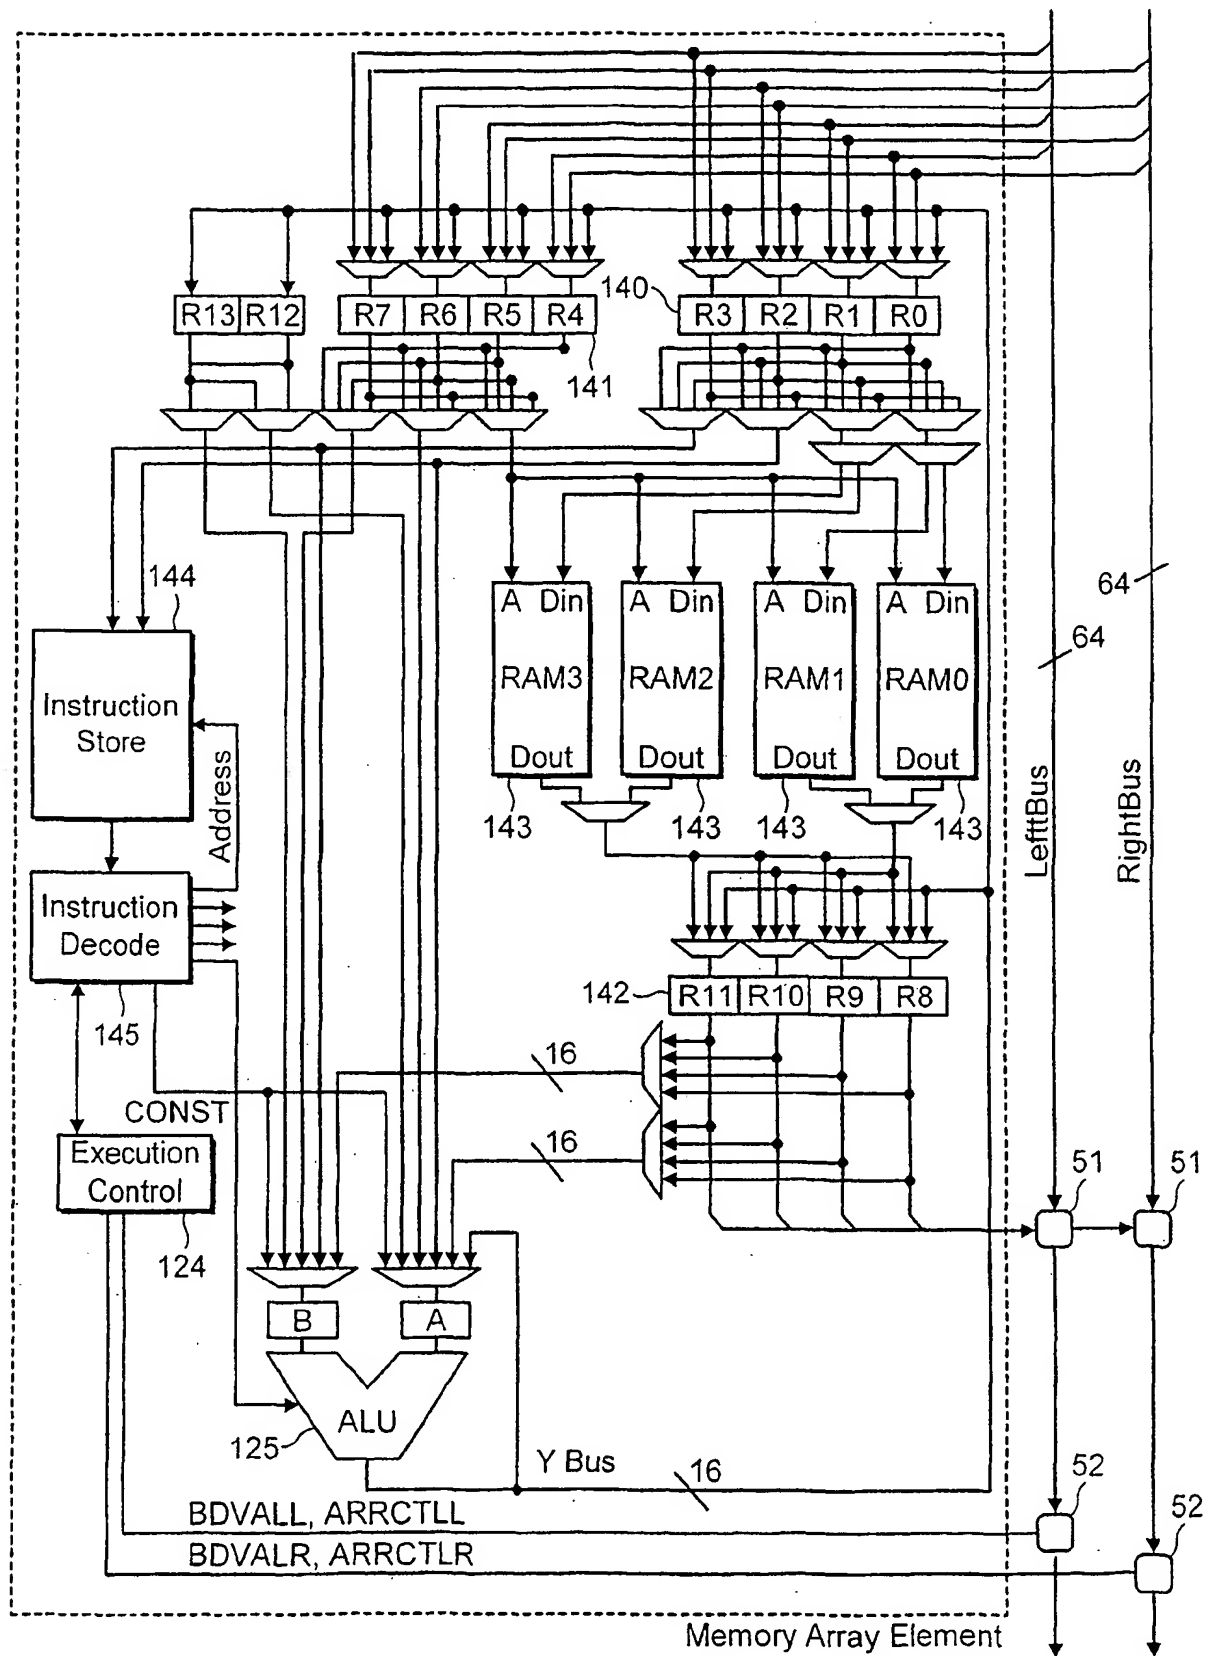 140
R13 R12 R7 R6 R5 R4 R3 R2 R1 R0
141
144
64
64
A Din A Din A Din A Din
RAM3 RAM2 RAM1 RAM0
Dout Dout Dout Dout
143 143 143 143
Instruction
Store
Address
LefttBus
RightBus
Instruction
Decode
145
142
R11 R10 R9 R8
16
CONST
16
Execution
Control
124
51 51
B A
ALU
125
Y Bus
16
52
52
BDVALL, ARRCTLL
BDVALR, ARRCTLR
Memory Array Element